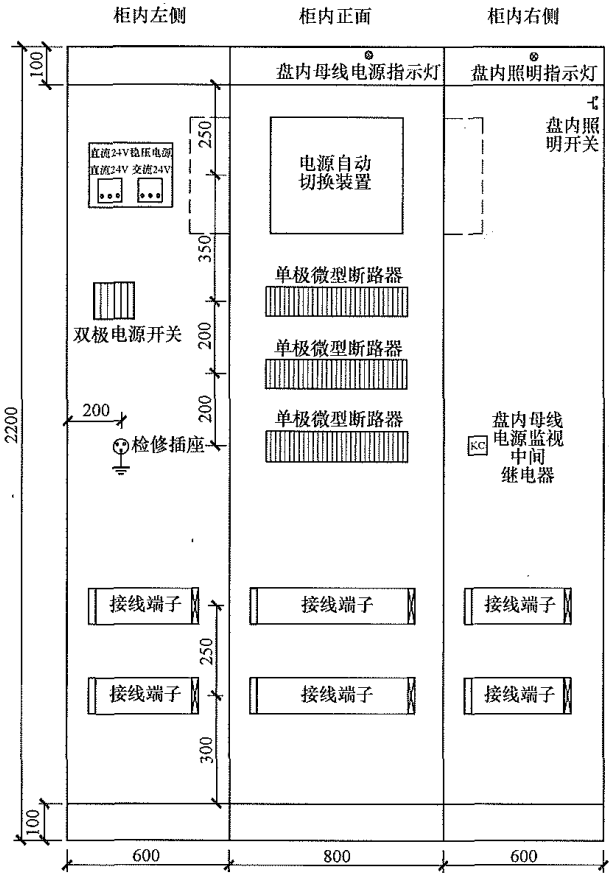 柜内左侧
柜内正面
柜内右侧
100
盘内母线电源指示灯
盘内照明指示灯
盘内照
明开关
250
直流24V稳压电源
直流24V 交流24V
电源自动
切换装置
350
单极微型断路器
双极电源开关
200
单极微型断路器
200
单极微型断路器
2200
200
检修插座
KC
盘内母线
电源监视
中间
继电器
接线端子
接线端子
接线端子
250
接线端子
接线端子
接线端子
300
100
600
800
600